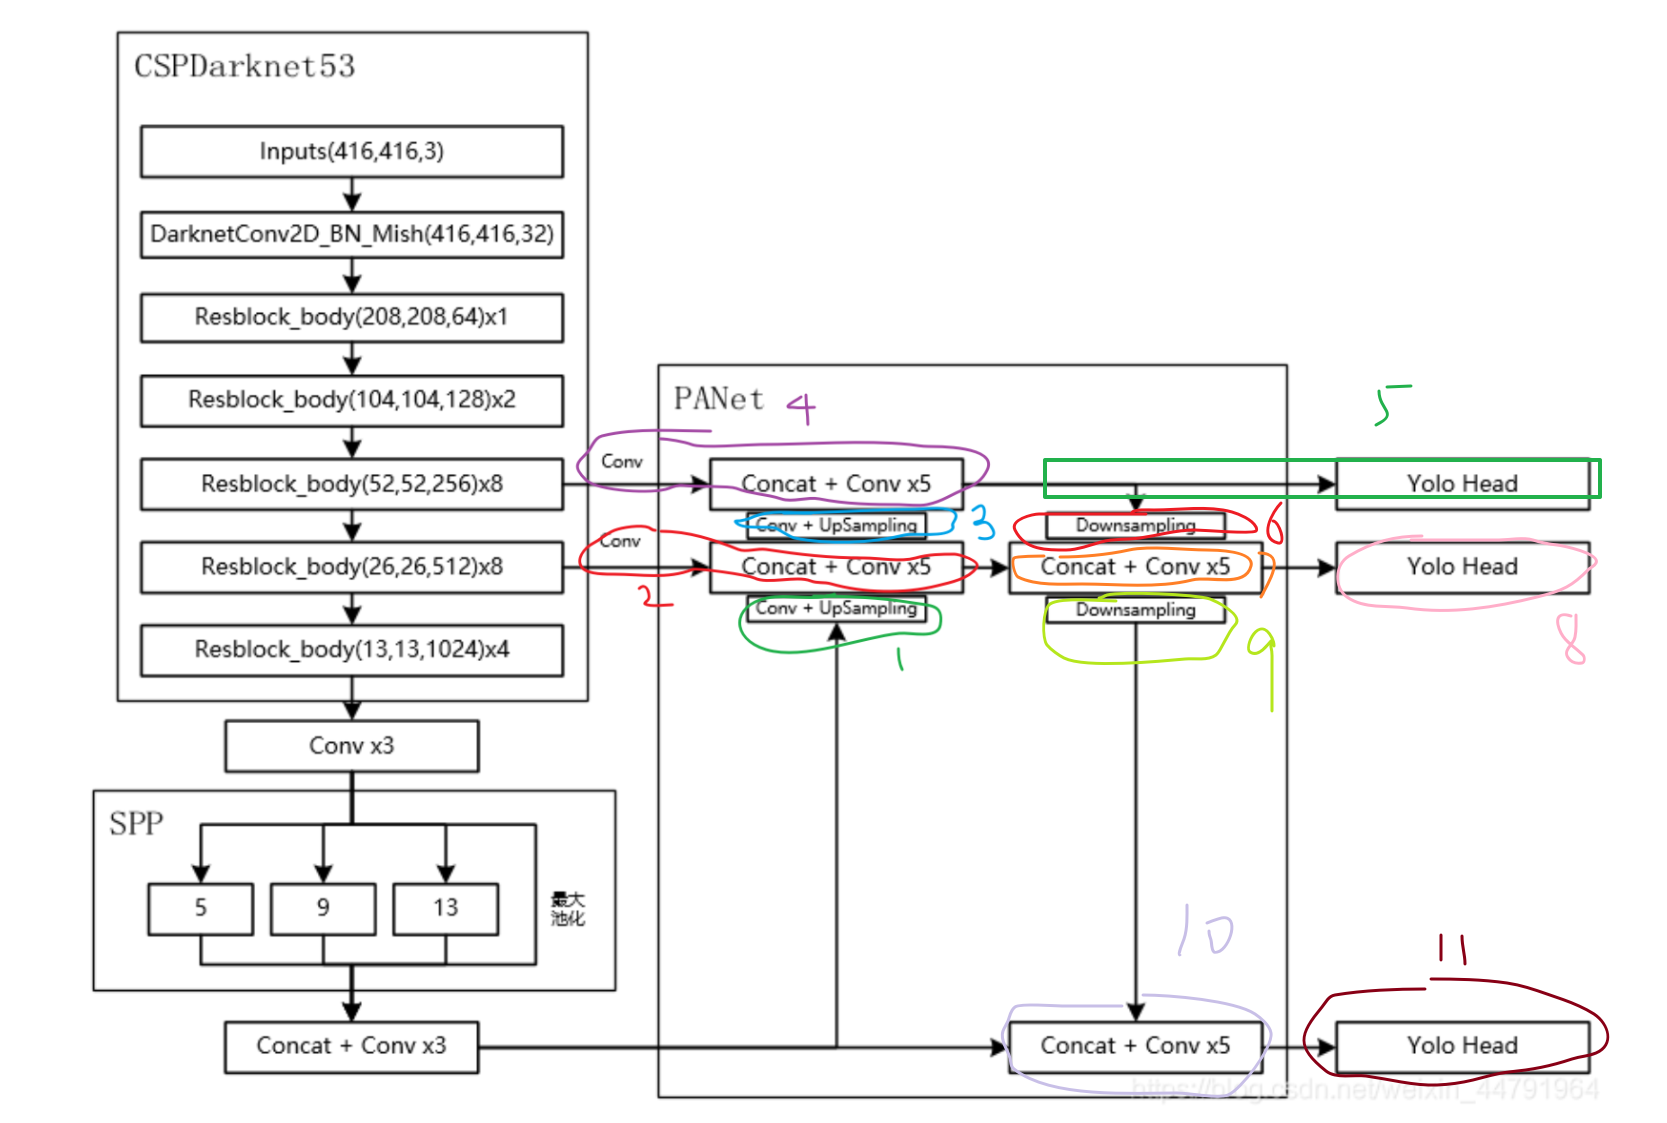 CSPDarknet53
Inputs(416,416,3)
DarknetConv2D_BN_Mish(416,416,32)
Resblock_body(208,208,64)x1
Resblock_body(104,104,128)x2
Resblock_body(52,52,256)x8
Resblock_body(26,26,512)x8
Resblock_body(13,13,1024)x4
Conv x3
SPP
5
9
13
最大
池化
Concat + Conv x3
PANet
4
5
Conv
Concat + Conv x5
Yolo Head
Conv + UpSampling
3
Downsampling
6
Conv
Concat + Conv x5
Concat + Conv x5
7
Yolo Head
2
Conv + UpSampling
1
Downsampling
9
8
10
11
Concat + Conv x5
Yolo Head
https://blog.csdn.net/weixin_44791964